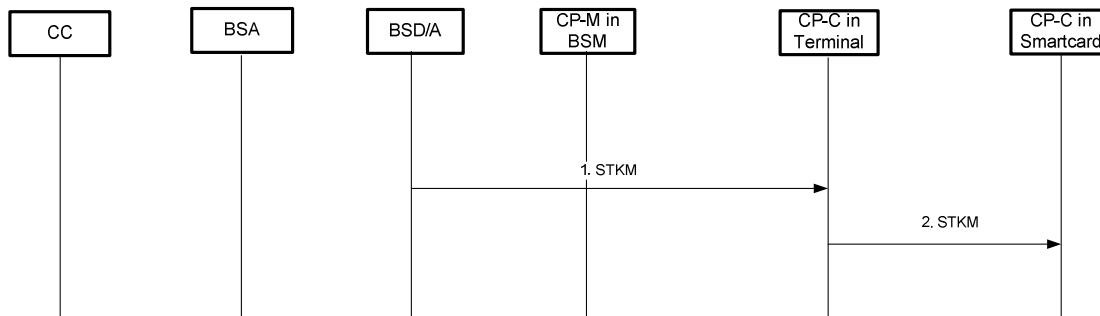 CC
BSA
BSD/A
CP-M in
BSM
CP-C in
Terminal
CP-C in
Smartcard
1. STKM
2. STKM